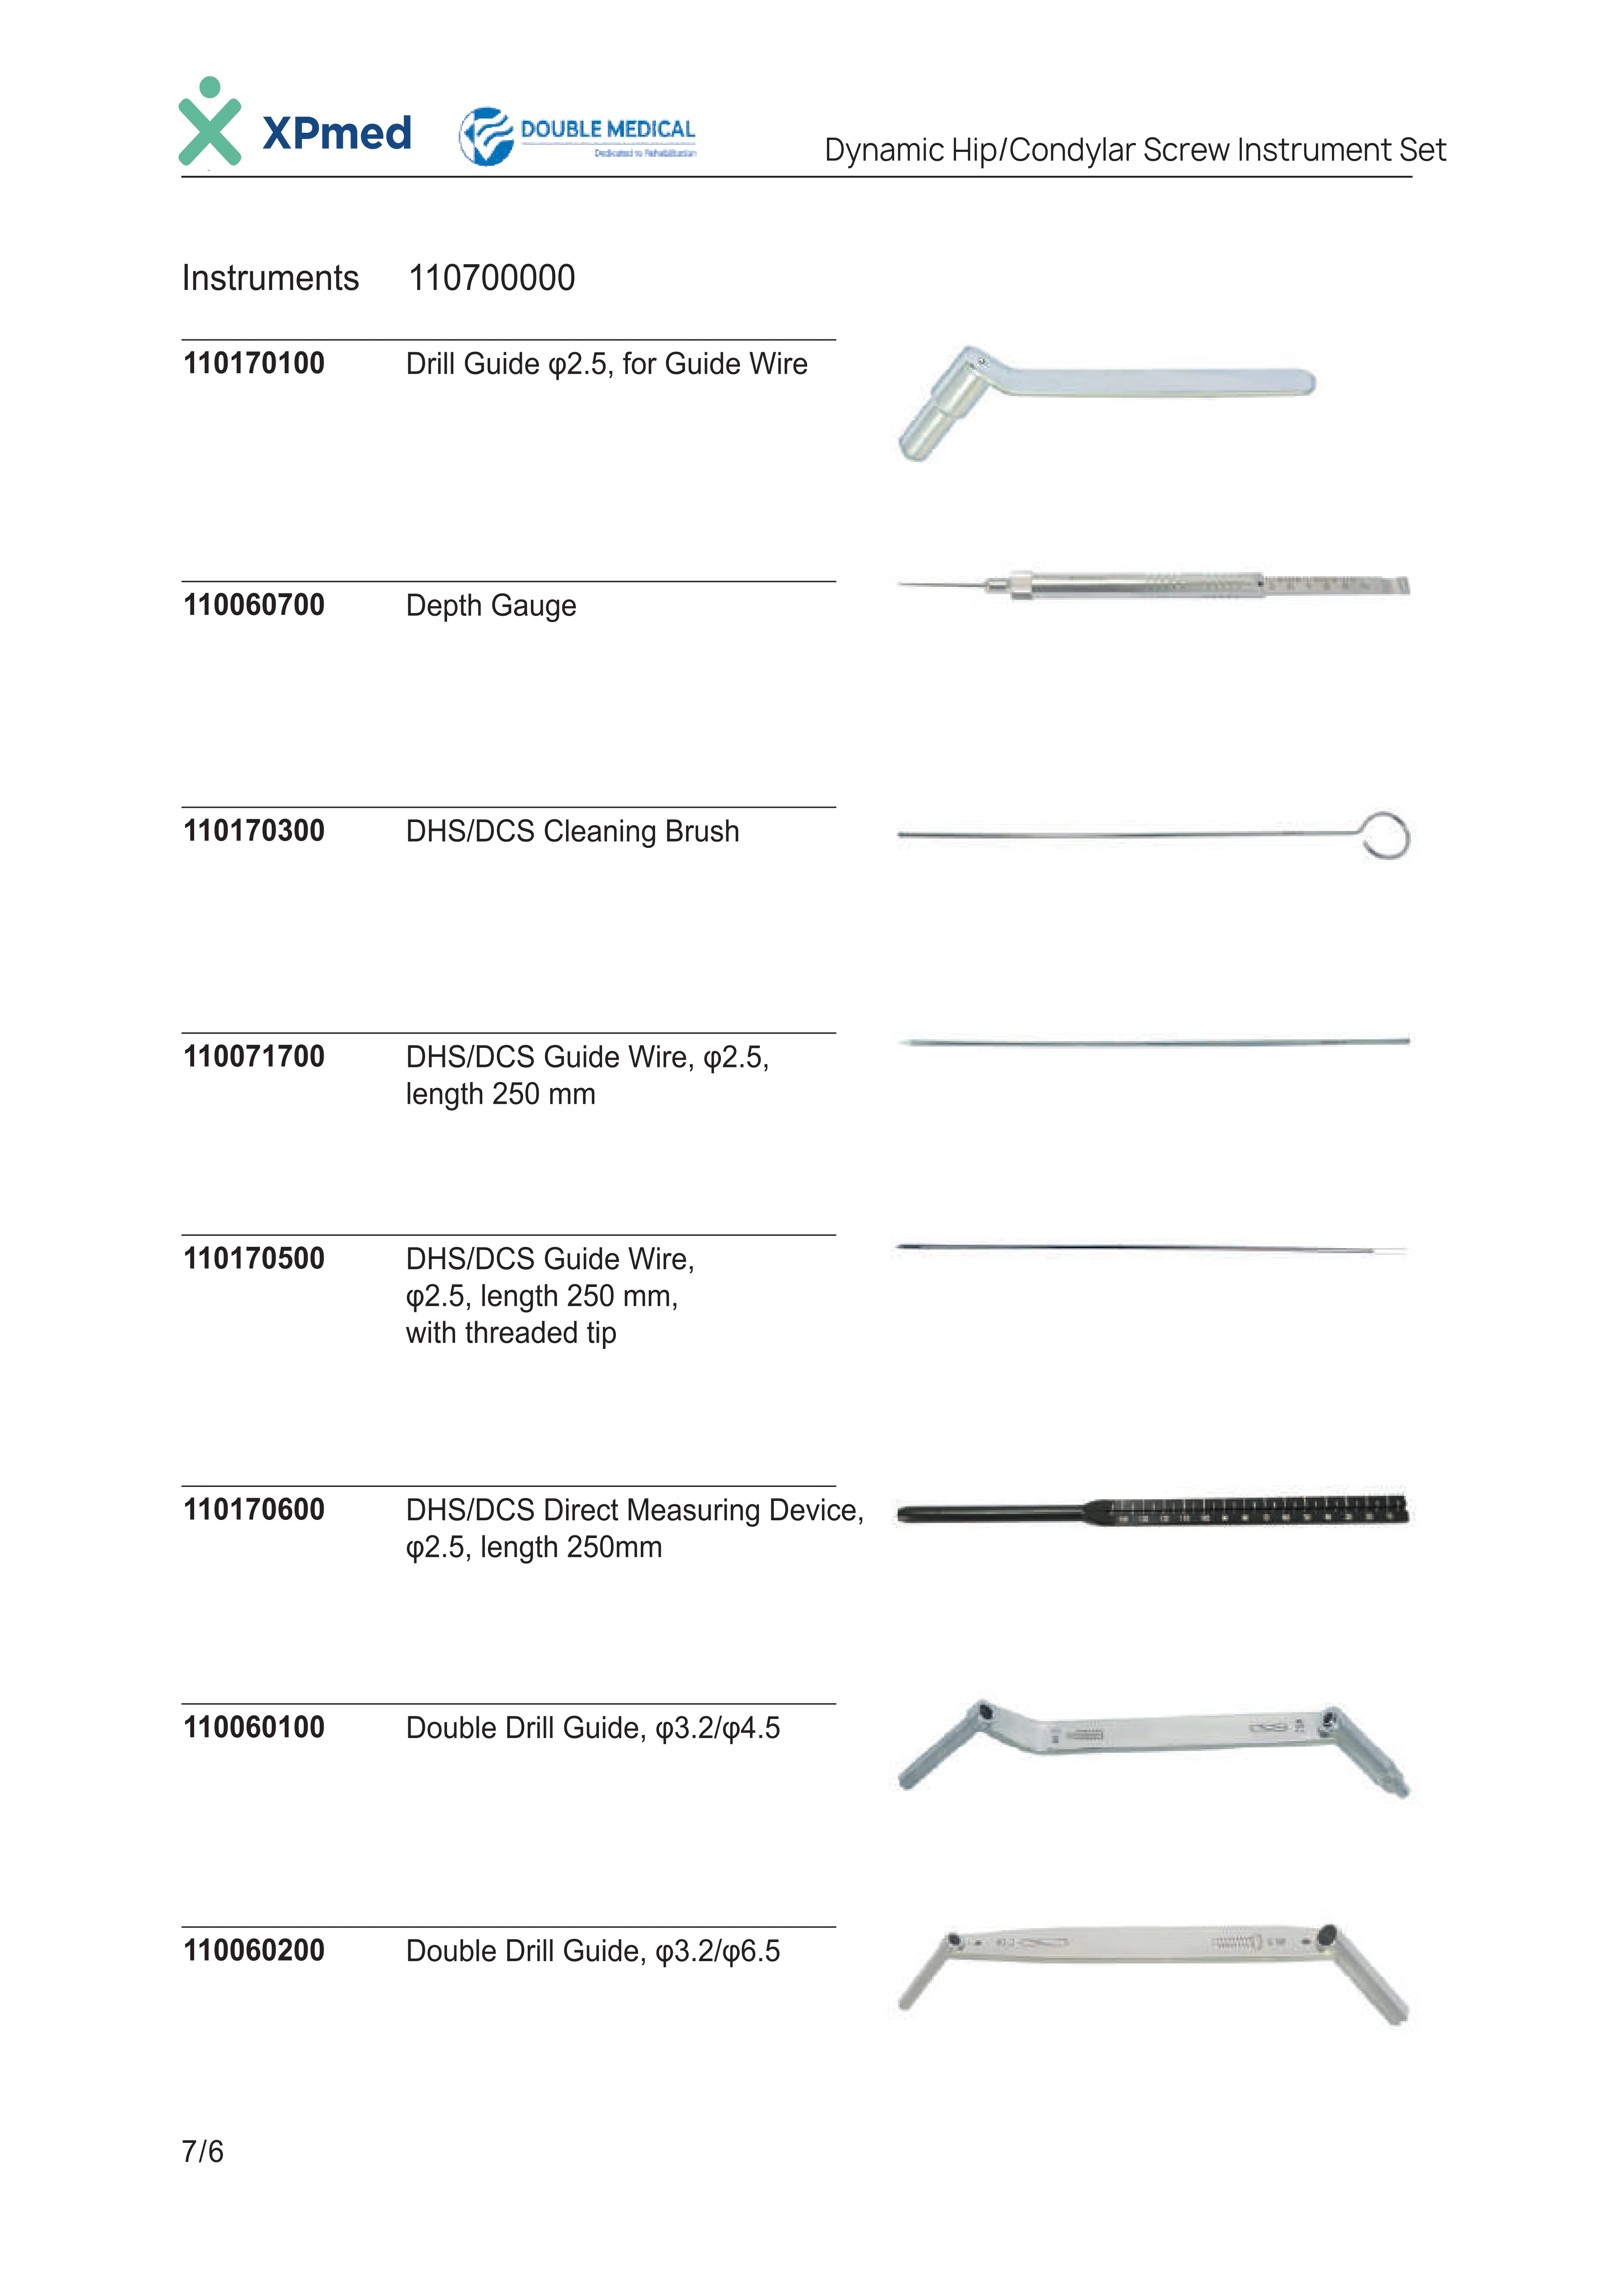 XPmed
DOUBLE MEDICAL
Dedicated to Rehabilitation
Dynamic Hip/Condylar Screw Instrument Set
Instruments 110700000
110170100 Drill Guide φ2.5, for Guide Wire
110060700 Depth Gauge
110170300 DHS/DCS Cleaning Brush
110071700 DHS/DCS Guide Wire, φ2.5,
length 250 mm
110170500 DHS/DCS Guide Wire,
φ2.5, length 250 mm,
with threaded tip
110170600 DHS/DCS Direct Measuring Device,
φ2.5, length 250mm
110060100 Double Drill Guide, φ3.2/φ4.5
110060200 Double Drill Guide, φ3.2/φ6.5
7/6